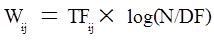 Wij = TFij × log(N/DF)